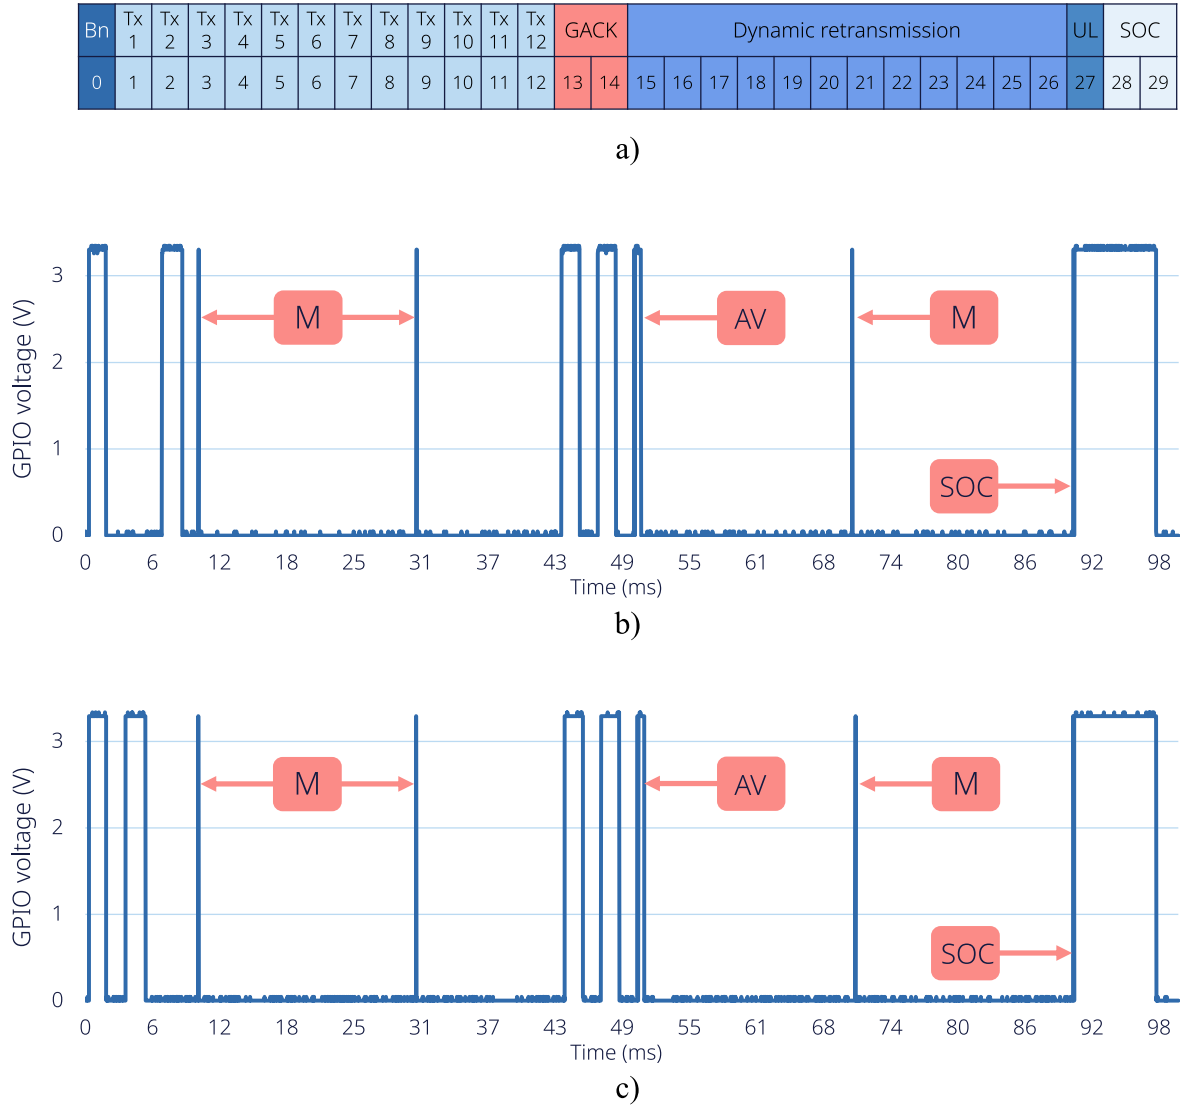 Bn Tx 1 Tx 2 Tx 3 Tx 4 Tx 5 Tx 6 Tx 7 Tx 8 Tx 9 Tx 10 Tx 11 Tx 12 GACK Dynamic retransmission UL SOC
0 1 2 3 4 5 6 7 8 9 10 11 12 13 14 15 16 17 18 19 20 21 22 23 24 25 26 27 28 29
a)
GPIO voltage (V)
3
M AV M
2
1
SOC
0
0 6 12 18 25 31 37 43 49 55 61 68 74 80 86 92 98
Time (ms)
b)
GPIO voltage (V)
3
M AV M
2
1
SOC
0
0 6 12 18 25 31 37 43 49 55 61 68 74 80 86 92 98
Time (ms)
c)